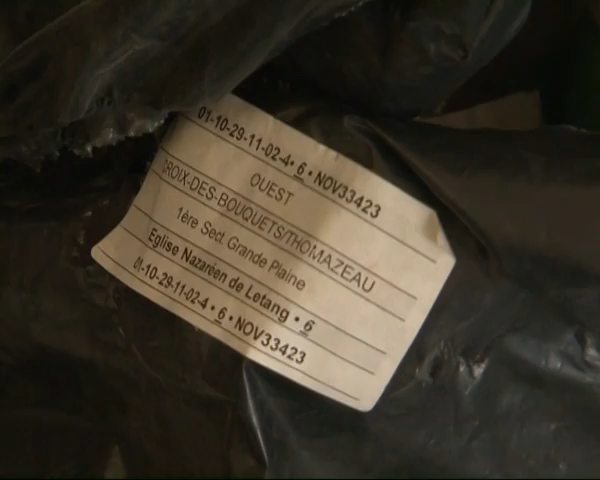 01-10-29-11-02-4 • 6 • NOV33423
OUEST
CROIX-DES-BOUQUETS/THOMAZEAU
1ère Sect. Grande Plaine
Eglise Nazaréen de Letang • 6
01-10-29-11-02-4 • 6 • NOV33423